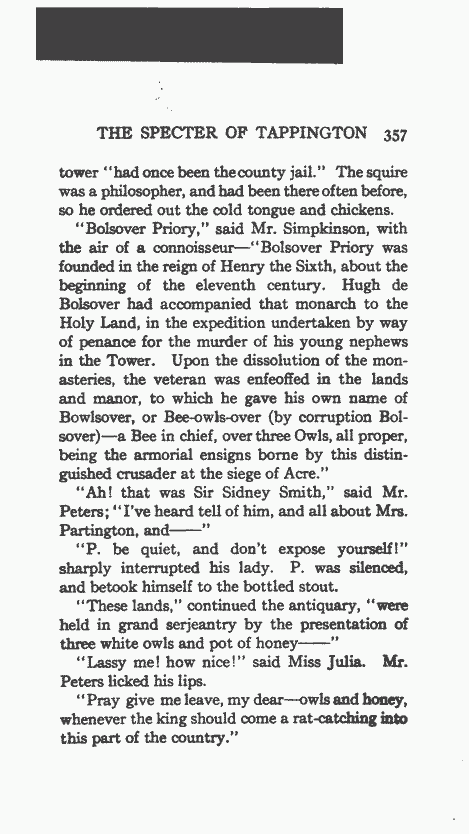 THE SPECTER OF TAPPINGTON 357
tower "had once been thecounty jail." The squire
was a philosopher, and had been there often before,
so he ordered out the cold tongue and chickens.
"Bolsover Priory," said Mr. Simpkinson, with
the air of a connoisseur—"Bolsover Priory was
founded in the reign of Henry the Sixth, about the
beginning of the eleventh century. Hugh de
Bolsover had accompanied that monarch to the
Holy Land, in the expedition undertaken by way
of penance for the murder of his young nephews
in the Tower. Upon the dissolution of the mon-
asteries, the veteran was enfeoffed in the lands
and manor, to which he gave his own name of
Bowlsover, or Bee-owls-over (by corruption Bol-
sover)—a Bee in chief, over three Owls, all proper,
being the armorial ensigns borne by this distin-
guished crusader at the siege of Acre."
"Ah! that was Sir Sidney Smith," said Mr.
Peters; "I've heard tell of him, and all about Mrs.
Partington, and——"
"P. be quiet, and don't expose yourself!"
sharply interrupted his lady. P. was silenced,
and betook himself to the bottled stout.
"These lands," continued the antiquary, "were
held in grand serjeantry by the presentation of
three white owls and pot of honey——"
"Lassy me! how nice!" said Miss Julia. Mr.
Peters licked his lips.
"Pray give me leave, my dear—owls and honey,
whenever the king should come a rat-catching into
this part of the country."